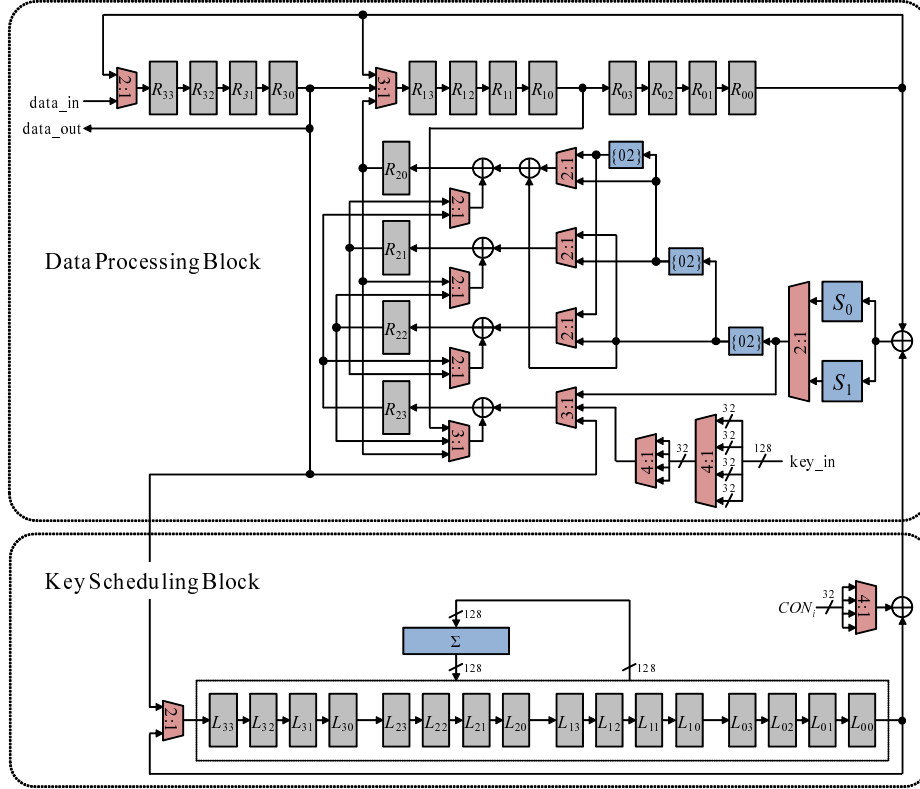 2:1 R33 R32 R31 R30 3:1 R13 R12 R11 R10 R03 R02 R01 R00
data_in
data_out
R20 2:1 {02}
2:1
Data Processing Block R21 2:1 {02}
2:1 S0
R22 2:1 {02} 2:1
2:1 S1
R23 3:1
3:1 4:1 32 4:1 32 32 32 32 128 key_in
Key Scheduling Block
CONi 32 4:1
128
Σ
128 128
2:1 L33 L32 L31 L30 L23 L22 L21 L20 L13 L12 L11 L10 L03 L02 L01 L00